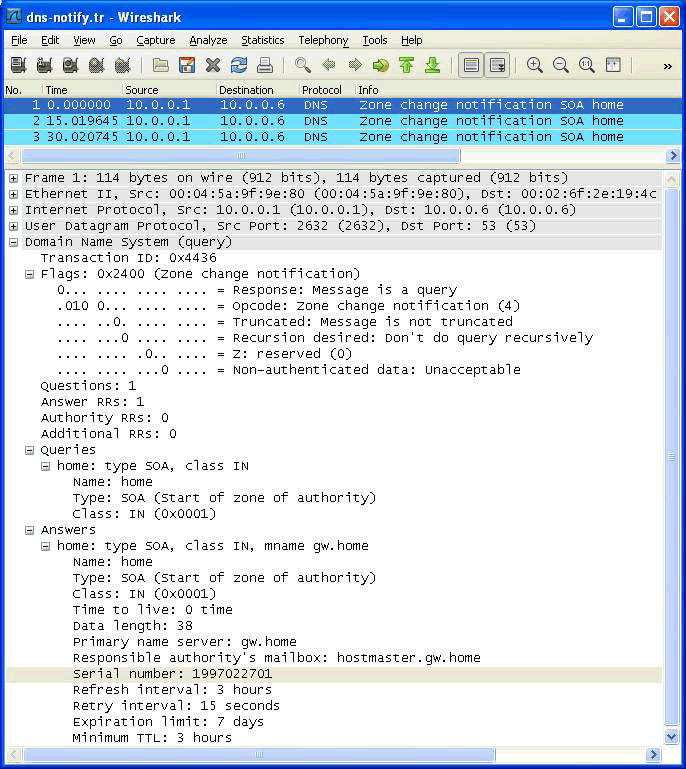 dns-notify.tr - Wireshark
File Edit View Go Capture Analyze Statistics Telephony Tools Help
No. Time Source Destination Protocol Info
1 0.000000 10.0.0.1 10.0.0.6 DNS Zone change notification SOA home
2 15.019645 10.0.0.1 10.0.0.6 DNS Zone change notification SOA home
3 30.020745 10.0.0.1 10.0.0.6 DNS Zone change notification SOA home
Frame 1: 114 bytes on wire (912 bits), 114 bytes captured (912 bits)
Ethernet II, Src: 00:04:5a:9f:9e:80 (00:04:5a:9f:9e:80), Dst: 00:02:6f:2e:19:4c
Internet Protocol, Src: 10.0.0.1 (10.0.0.1), Dst: 10.0.0.6 (10.0.0.6)
User Datagram Protocol, Src Port: 2632 (2632), Dst Port: 53 (53)
Domain Name System (query)
Transaction ID: 0x4436
Flags: 0x2400 (Zone change notification)
0... .... .... .... = Response: Message is a query
.010 0... .... .... = Opcode: Zone change notification (4)
.... ..0. .... .... = Truncated: Message is not truncated
.... ...0 .... .... = Recursion desired: Don't do query recursively
.... .... .0.. .... = Z: reserved (0)
.... .... ...0 .... = Non-authenticated data: Unacceptable
Questions: 1
Answer RRs: 1
Authority RRs: 0
Additional RRs: 0
Queries
home: type SOA, class IN
Name: home
Type: SOA (Start of zone of authority)
Class: IN (0x0001)
Answers
home: type SOA, class IN, mname gw.home
Name: home
Type: SOA (Start of zone of authority)
Class: IN (0x0001)
Time to live: 0 time
Data length: 38
Primary name server: gw.home
Responsible authority's mailbox: hostmaster.gw.home
Serial number: 1997022701
Refresh interval: 3 hours
Retry interval: 15 seconds
Expiration limit: 7 days
Minimum TTL: 3 hours